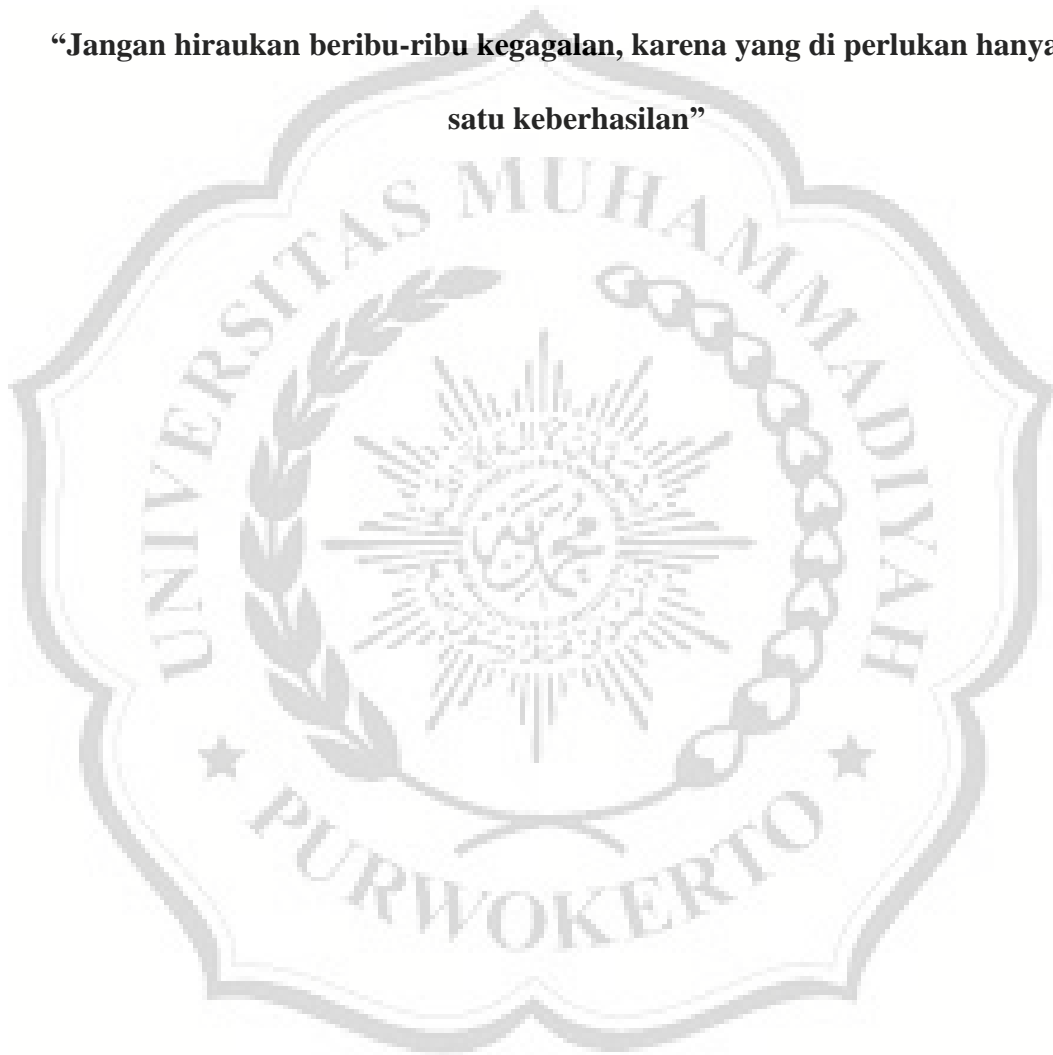 “Jangan hiraukan beribu-ribu kegagalan, karena yang di perlukan hanya
satu keberhasilan”
UNIVERSITAS MUHAMMADIYAH
PURWOKERTO